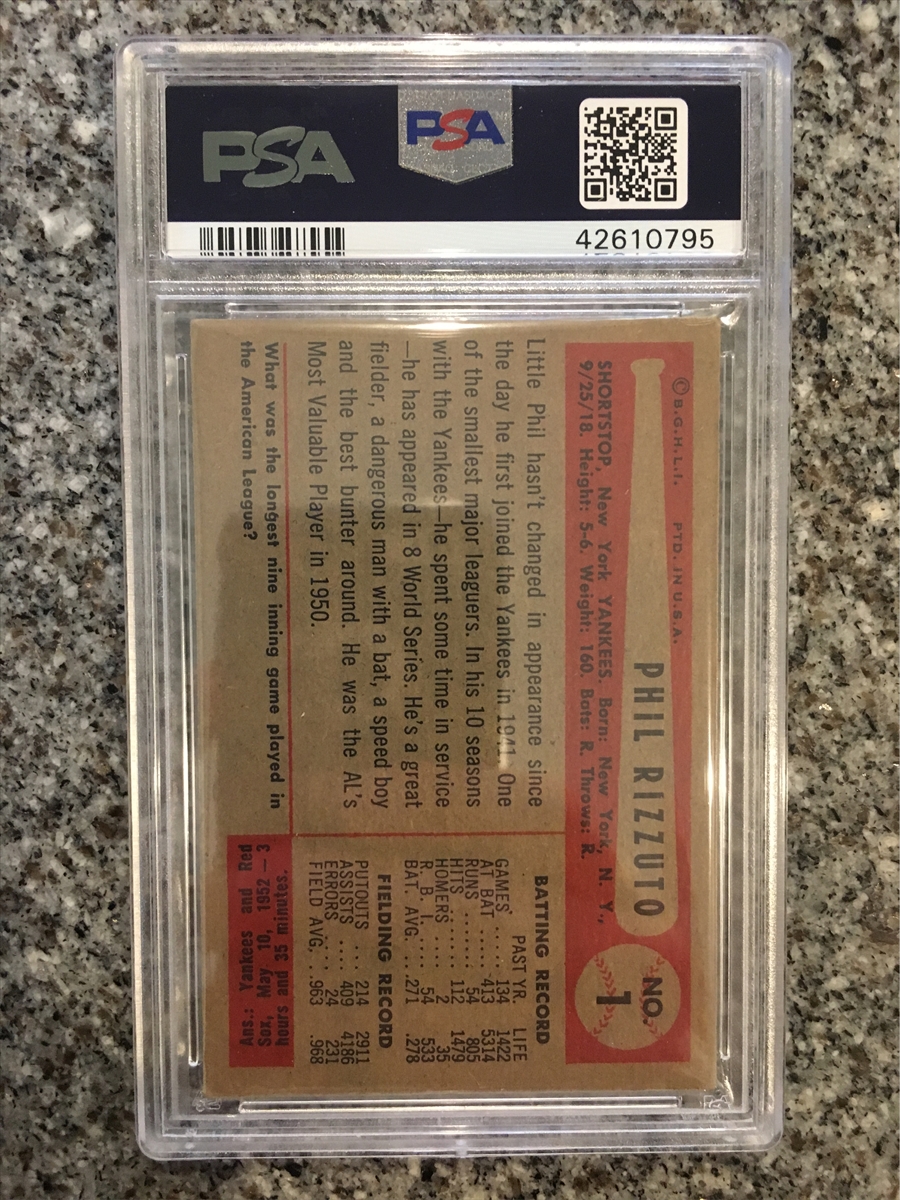 PSA
PSA
42610795
© B.G.H.L.I. PTD. IN U.S.A.
PHIL RIZZUTO
NO.
1
SHORTSTOP, New York YANKEES. Born: New York, N. Y.,
9/25/18. Height: 5-6. Weight: 160. Bats: R. Throws: R.
Little Phil hasn't changed in appearance since
the day he first joined the Yankees in 1941. One
of the smallest major leaguers. In his 10 seasons
with the Yankees—he spent some time in service
—he has appeared in 8 World Series. He's a great
fielder, a dangerous man with a bat, a speed boy
and the best bunter around. He was the AL's
Most Valuable Player in 1950.
BATTING RECORD
PAST YR. LIFE
GAMES ..... 134 1422
AT BAT ..... 413 5314
RUNS ...... 54 805
HITS ...... 112 1479
HOMERS .... 2 35
R. B. I. ..... 54 533
BAT. AVG. ... .271 .278
FIELDING RECORD
PUTOUTS ... 214 2911
ASSISTS .... 409 4186
ERRORS .... 24 231
FIELD AVG. . .963 .968
What was the longest nine inning game played in
the American League?
Ans: Yankees and Red
Sox, May 10, 1952 — 3
hours and 35 minutes.